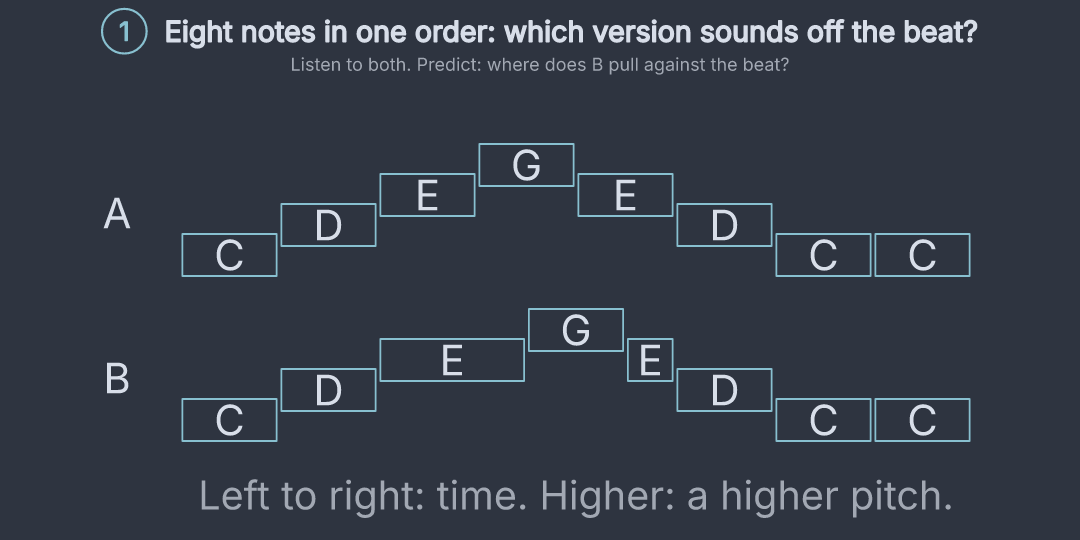 1 Eight notes in one order: which version sounds off the beat?
Listen to both. Predict: where does B pull against the beat?
A C D E G E D C C
B C D E G E D C C
Left to right: time. Higher: a higher pitch.